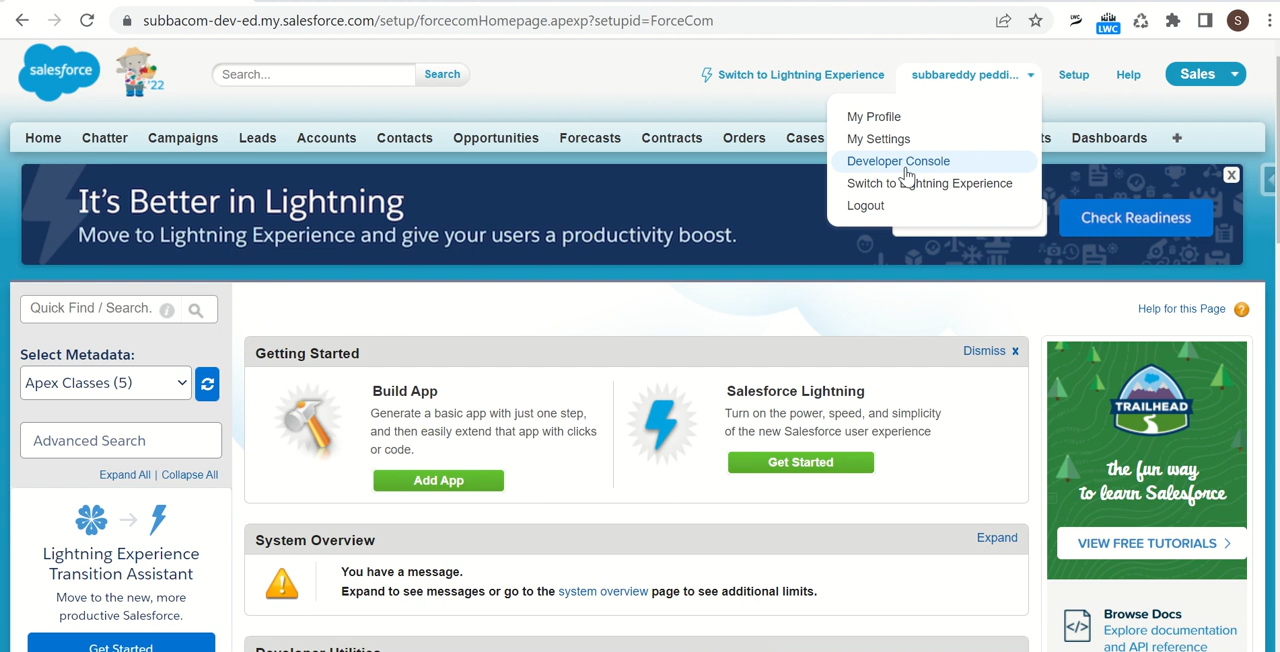 subbacom-dev-ed.my.salesforce.com/setup/forcecomHomepage.apexp?setupid=ForceCom
LWC
LWC
S
salesforce
'22
Search...
Search
Switch to Lightning Experience
subbareddy peddi...
Setup
Help
Sales
My Profile
My Settings
Developer Console
Switch to Lightning Experience
Logout
Home
Chatter
Campaigns
Leads
Accounts
Contacts
Opportunities
Forecasts
Contracts
Orders
Cases
ts
Dashboards
+
It's Better in Lightning
Move to Lightning Experience and give your users a productivity boost.
X
Check Readiness
Quick Find / Search.
Select Metadata:
Apex Classes (5)
Advanced Search
Expand All | Collapse All
Lightning Experience
Transition Assistant
Move to the new, more
productive Salesforce.
Get Started
Help for this Page
Getting Started
Dismiss x
Build App
Generate a basic app with just one step,
and then easily extend that app with clicks
or code.
Add App
Salesforce Lightning
Turn on the power, speed, and simplicity
of the new Salesforce user experience
Get Started
System Overview
Expand
You have a message.
Expand to see messages or go to the system overview page to see additional limits.
Developer Utilities
TRAILHEAD
the fun way
to learn Salesforce
VIEW FREE TUTORIALS >
Browse Docs
Explore documentation
and API reference